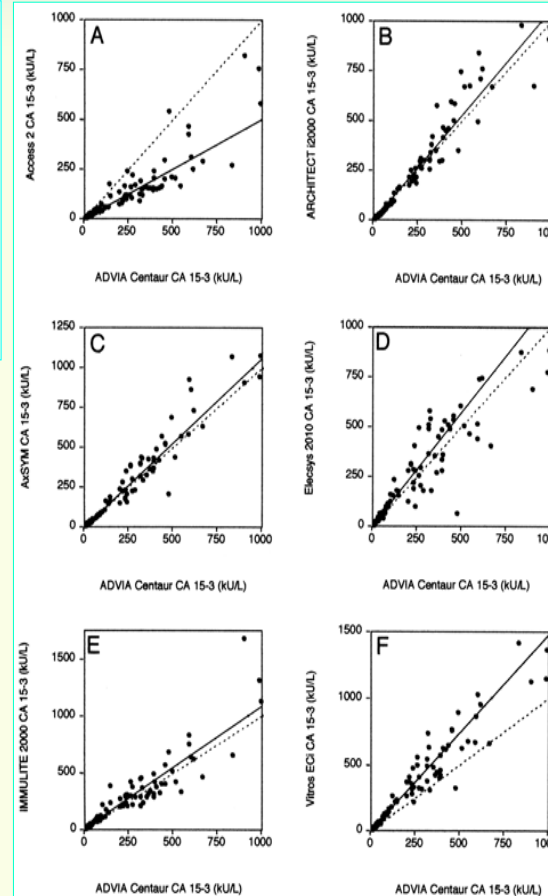 A
Access 2 CA 15-3 (kU/L)
1000
750
500
250
0
0 250 500 750 1000
ADVIA Centaur CA 15-3 (kU/L)
B
ARCHITECT i2000 CA 15-3 (kU/L)
1000
750
500
250
0
0 250 500 750 1000
ADVIA Centaur CA 15-3 (kU/L)
C
AxSYM CA 15-3 (kU/L)
1250
1000
750
500
250
0
0 250 500 750 1000
ADVIA Centaur CA 15-3 (kU/L)
D
Elecsys 2010 CA 15-3 (kU/L)
1000
750
500
250
0
0 250 500 750 1000
ADVIA Centaur CA 15-3 (kU/L)
E
IMMULITE 2000 CA 15-3 (kU/L)
1500
1000
500
0
0 250 500 750 1000
ADVIA Centaur CA 15-3 (kU/L)
F
Vitros ECi CA 15-3 (kU/L)
1500
1000
500
0
0 250 500 750 100
ADVIA Centaur CA 15-3 (kU/L)